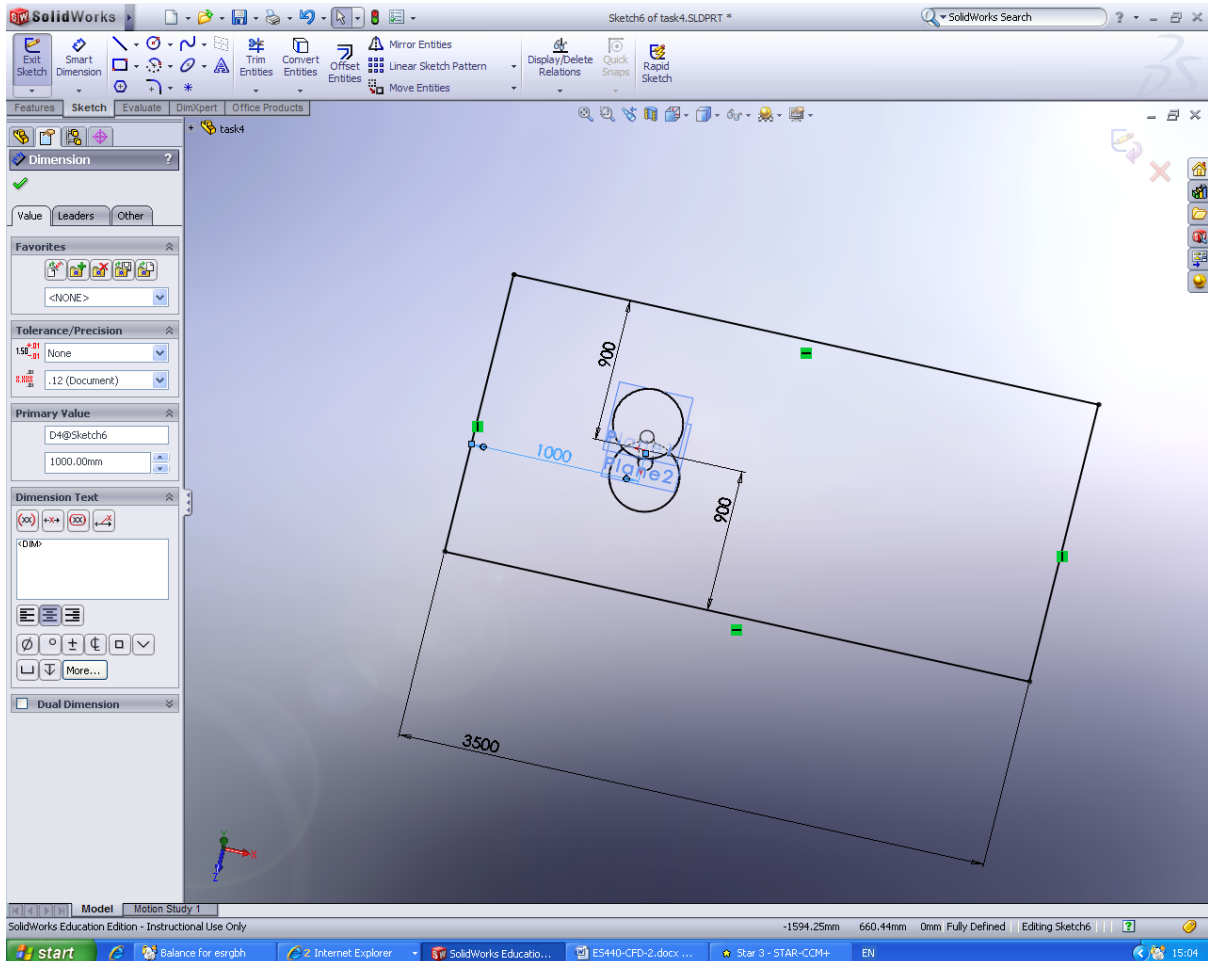 SolidWorks
Sketch6 of task4.SLDPRT *
SolidWorks Search
Exit Sketch
Smart Dimension
Trim Entities
Convert Entities
Offset Entities
Mirror Entities
Linear Sketch Pattern
Move Entities
Display/Delete Relations
Quick Snaps
Rapid Sketch
Features Sketch Evaluate DimXpert Office Products
task4
Dimension ?
Value Leaders Other
Favorites
<NONE>
Tolerance/Precision
None
.12 (Document)
Primary Value
D4@Sketch6
1000.00mm
Dimension Text
<DIM>
More...
Dual Dimension
900
1000
Plane2
900
3500
Y
X
Z
Model Motion Study 1
SolidWorks Education Edition - Instructional Use Only
-1594.25mm 660.44mm 0mm Fully Defined Editing Sketch6
start
Balance for esrgbh
2 Internet Explorer
SolidWorks Educatio...
ES440-CFD-2.docx ...
Star 3 - STAR-CCM+
EN
15:04